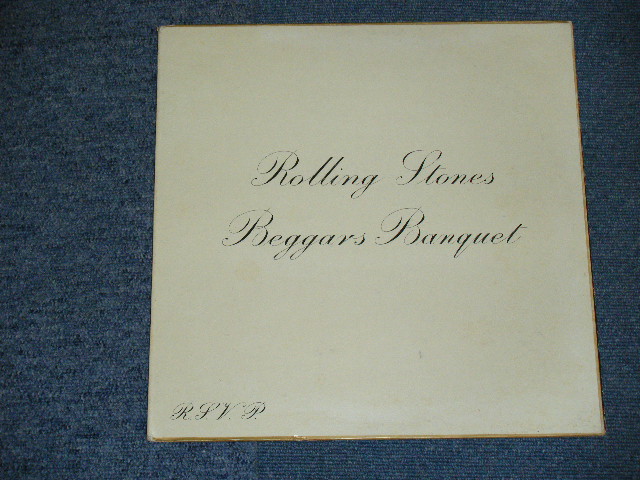 Rolling Stones
Beggars Banquet
R.S.V.P.